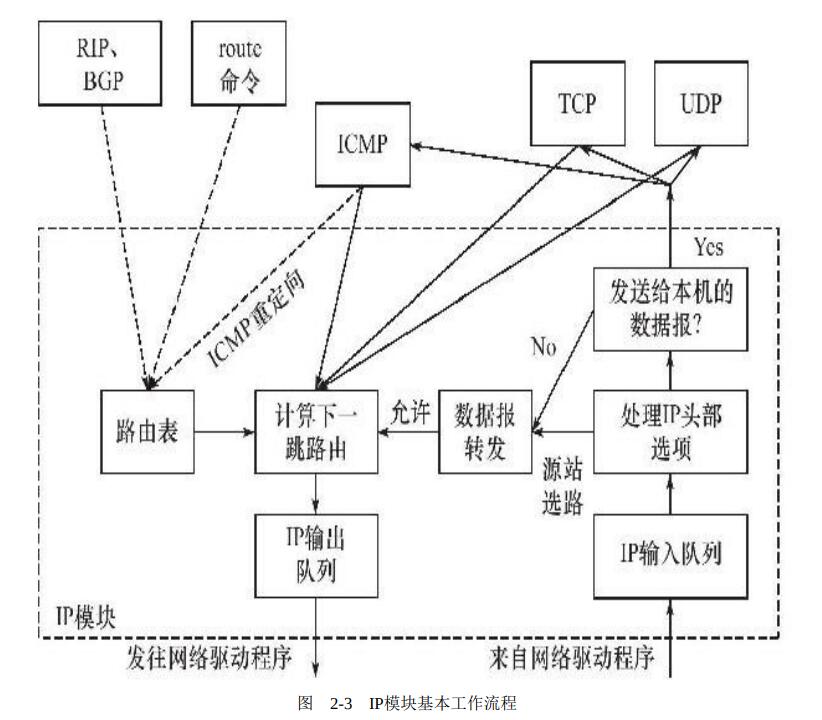 RIP、
BGP
route
命令
ICMP
TCP
UDP
Yes
ICMP重定向
发送给本机的
数据报?
No
路由表
计算下一
跳路由
允许
数据报
转发
处理IP头部
选项
源站
选路
IP输出
队列
IP输入队列
IP模块
发往网络驱动程序
来自网络驱动程序
图 2-3 IP模块基本工作流程